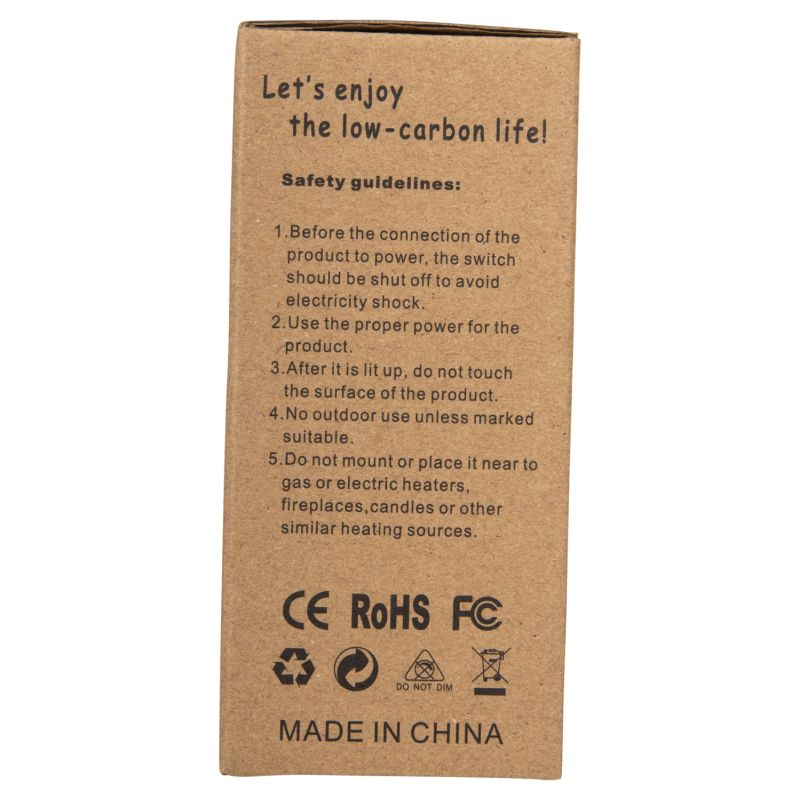 Let's enjoy
the low-carbon life!
Safety guidelines:
1.Before the connection of the
product to power, the switch
should be shut off to avoid
electricity shock.
2.Use the proper power for the
product.
3.After it is lit up, do not touch
the surface of the product.
4.No outdoor use unless marked
suitable.
5.Do not mount or place it near to
gas or electric heaters,
fireplaces,candles or other
similar heating sources.
CE RoHS FC
DO NOT DIM
MADE IN CHINA